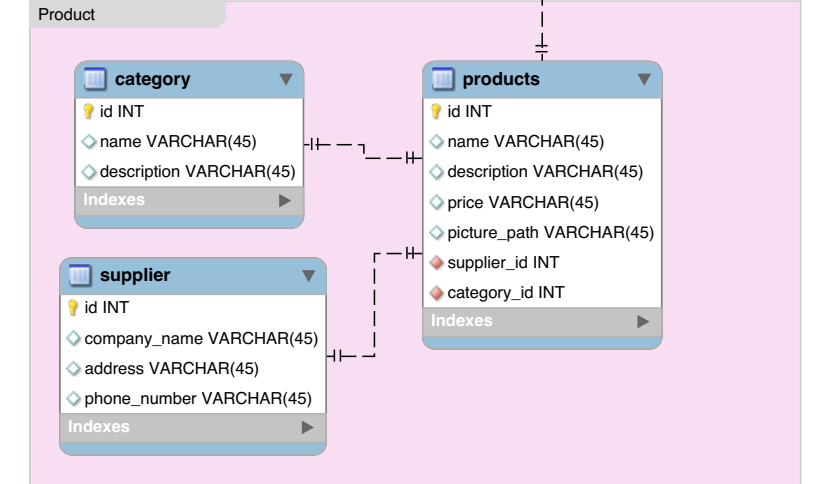 Product
category
id INT
name VARCHAR(45)
description VARCHAR(45)
Indexes
products
id INT
name VARCHAR(45)
description VARCHAR(45)
price VARCHAR(45)
picture_path VARCHAR(45)
supplier_id INT
category_id INT
Indexes
supplier
id INT
company_name VARCHAR(45)
address VARCHAR(45)
phone_number VARCHAR(45)
Indexes